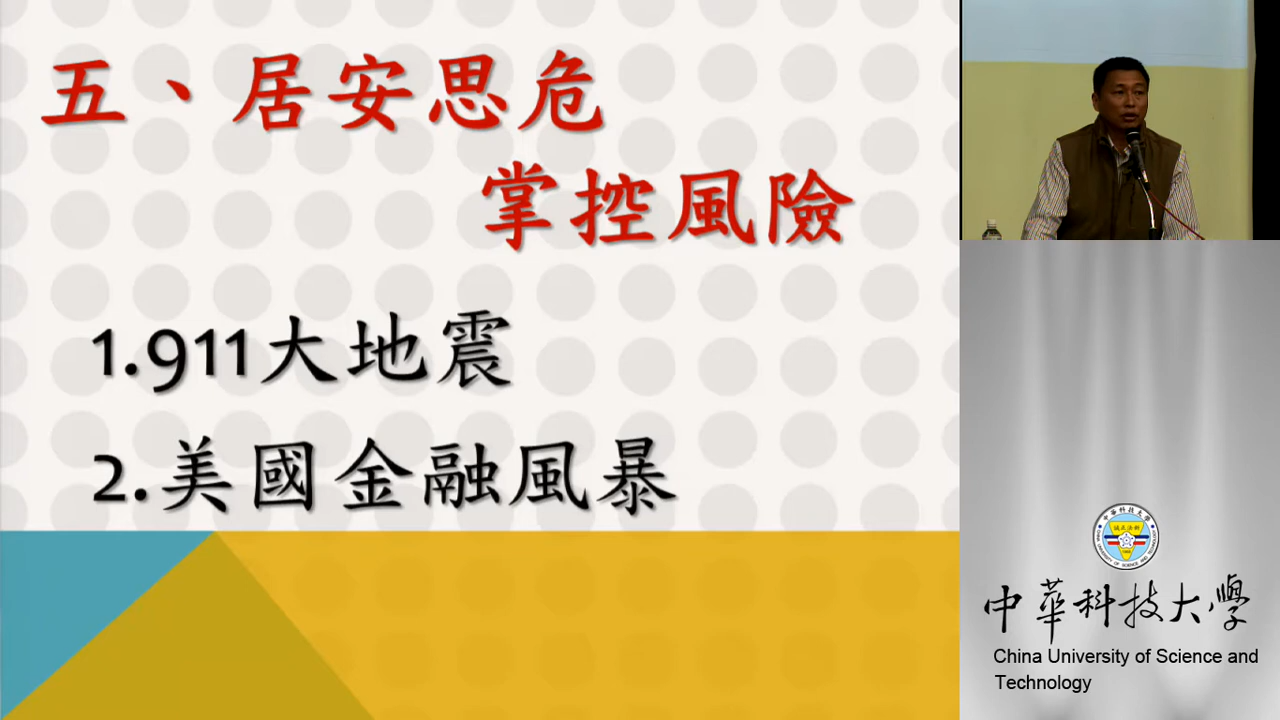 五、居安思危
掌控風險
1.911大地震
2.美國金融風暴
中華科技大學
China University of Science and
Technology